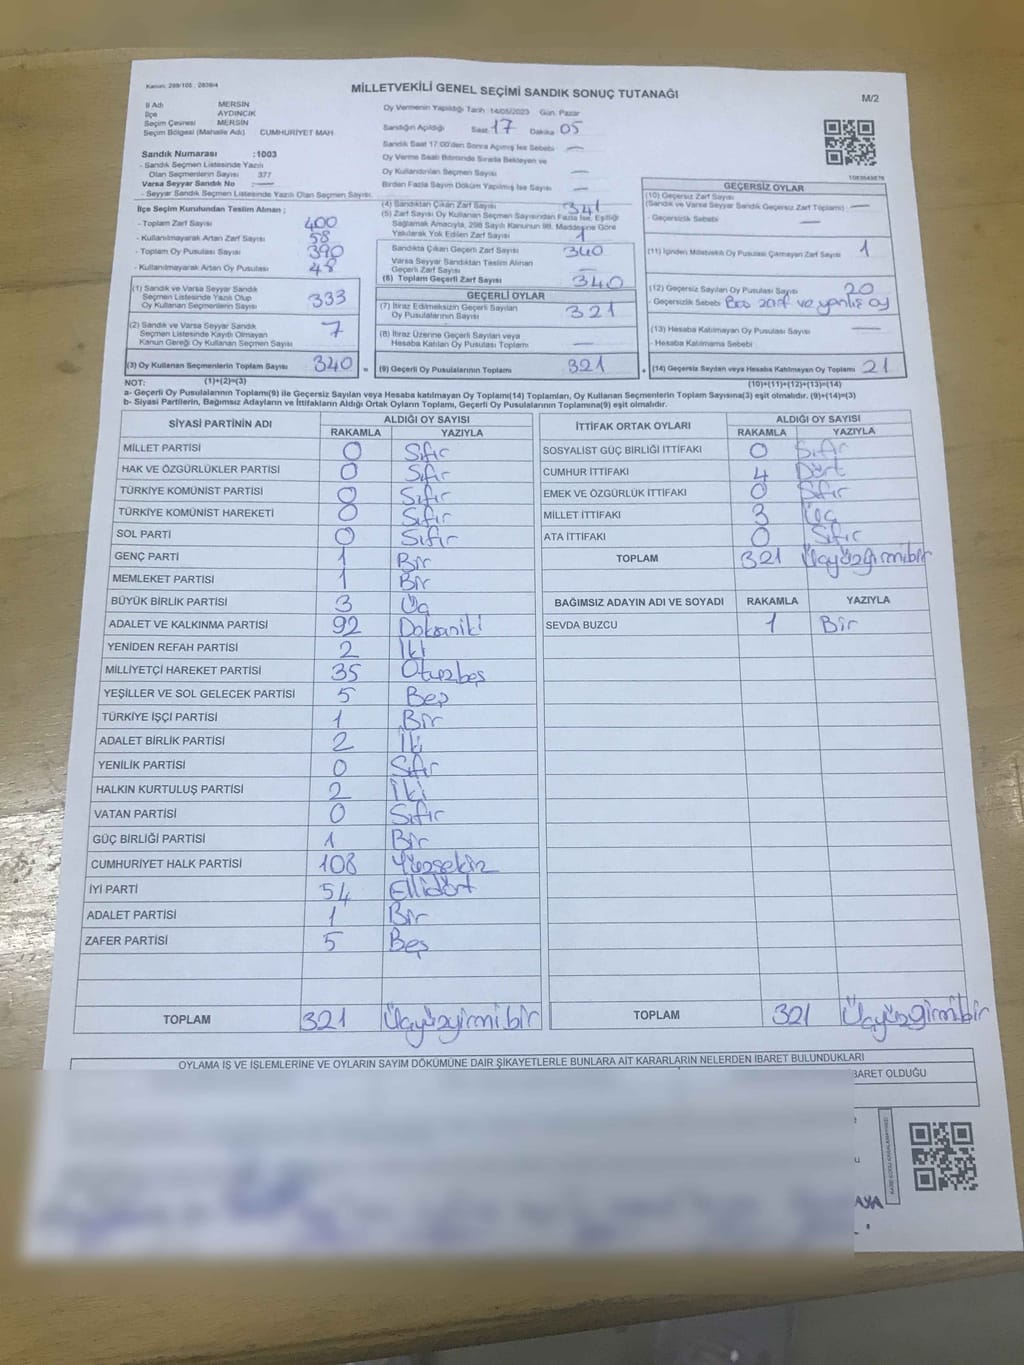 Kanun: 298/105 , 2839/4
MİLLETVEKİLİ GENEL SEÇİMİ SANDIK SONUÇ TUTANAĞI
M/2
İl Adı MERSİN
İlçe AYDINCIK
Seçim Çevresi MERSİN
Seçim Bölgesi (Mahalle Adı) CUMHURİYET MAH.
Sandık Numarası :1003
- Sandık Seçmen Listesinde Yazılı
Olan Seçmenlerin Sayısı 377
Varsa Seyyar Sandık No :
- Seyyar Sandık Seçmen Listesinde Yazılı Olan Seçmen Sayısı:
İlçe Seçim Kurulundan Teslim Alınan ;
- Toplam Zarf Sayısı 400
- Kullanılmayarak Artan Zarf Sayısı 58
- Toplam Oy Pusulası Sayısı 390
- Kullanılmayarak Artan Oy Pusulası 48
(1) Sandık ve Varsa Seyyar Sandık
Seçmen Listesinde Yazılı Olup
Oy Kullanan Seçmenlerin Sayısı 333
(2) Sandık ve Varsa Seyyar Sandık
Seçmen Listesinde Kayıtlı Olmayan
Kanun Gereği Oy Kullanan Seçmen Sayısı 7
(3) Oy Kullanan Seçmenlerin Toplam Sayısı 340 =
(1)+(2)=(3)
Oy Vermenin Yapıldığı Tarih :14/05/2023 Gün: Pazar
Sandığın Açıldığı Saat: 17 Dakika 05
Sandık Saat 17.00'den Sonra Açımış İse Sebebi —
Oy Verme Saati Bitiminde Sırada Bekleyen ve
Oy Kullandırılan Seçmen Sayısı —
Birden Fazla Sayım Döküm Yapılmış İse Sayısı —
(4) Sandıktan Çıkan Zarf Sayısı 341
(5) Zarf Sayısı Oy Kullanan Seçmen Sayısından Fazla İse, Eşitliği
Sağlamak Amacıyla, 298 Sayılı Kanunun 98. Maddesine Göre
Yakılarak Yok Edilen Zarf Sayısı 1
Sandıkta Çıkan Geçerli Zarf Sayısı 340
Varsa Seyyar Sandıktan Teslim Alınan
Geçerli Zarf Sayısı —
(6) Toplam Geçerli Zarf Sayısı 340
GEÇERLİ OYLAR
(7) İtiraz Edilmeksizin Geçerli Sayılan
Oy Pusulalarının Sayısı 321
(8) İtiraz Üzerine Geçerli Sayılan veya
Hesaba Katılan Oy Pusulası Toplamı —
(9) Geçerli Oy Pusulalarının Toplamı 321 +
1083849876
GEÇERSİZ OYLAR
(10) Geçersiz Zarf Sayısı
(Sandık ve Varsa Seyyar Sandık Geçersiz Zarf Toplamı) —
- Geçersizlik Sebebi —
(11) İçinden Milletvekili Oy Pusulası Çıkmayan Zarf Sayısı 1
(12) Geçersiz Sayılan Oy Pusulası Sayısı 20
- Geçersizlik Sebebi Boş zarf ve yanlış oy
(13) Hesaba Katılmayan Oy Pusulası Sayısı —
- Hesaba Katılmama Sebebi
(14) Geçersiz Sayılan veya Hesaba Katılmayan Oy Toplamı 21
(10)+(11)+(12)+(13)=(14)
NOT:
a- Geçerli Oy Pusulalarının Toplamı(9) ile Geçersiz Sayılan veya Hesaba katılmayan Oy Toplamı(14) Toplamları, Oy Kullanan Seçmenlerin Toplam Sayısına(3) eşit olmalıdır. (9)+(14)=(3)
b- Siyasi Partilerin, Bağımsız Adayların ve İttifakların Aldığı Ortak Oyların Toplamı, Geçerli Oy Pusulalarının Toplamına(9) eşit olmalıdır.
SİYASİ PARTİNİN ADI ALDIĞI OY SAYISI
RAKAMLA YAZIYLA
MİLLET PARTİSİ 0 Sıfır
HAK VE ÖZGÜRLÜKLER PARTİSİ 0 Sıfır
TÜRKİYE KOMÜNİST PARTİSİ 0 Sıfır
TÜRKİYE KOMÜNİST HAREKETİ 0 Sıfır
SOL PARTİ 0 Sıfır
GENÇ PARTİ 1 Bir
MEMLEKET PARTİSİ 1 Bir
BÜYÜK BİRLİK PARTİSİ 3 Üç
ADALET VE KALKINMA PARTİSİ 92 Doksaniki
YENİDEN REFAH PARTİSİ 2 İki
MİLLİYETÇİ HAREKET PARTİSİ 35 Otuzbeş
YEŞİLLER VE SOL GELECEK PARTİSİ 5 Beş
TÜRKİYE İŞÇİ PARTİSİ 1 Bir
ADALET BİRLİK PARTİSİ 2 İki
YENİLİK PARTİSİ 0 Sıfır
HALKIN KURTULUŞ PARTİSİ 2 İki
VATAN PARTİSİ 0 Sıfır
GÜÇ BİRLİĞİ PARTİSİ 1 Bir
CUMHURİYET HALK PARTİSİ 108 Yüzsekiz
İYİ PARTİ 54 Ellidört
ADALET PARTİSİ 1 Bir
ZAFER PARTİSİ 5 Beş
TOPLAM 321 Üçyüzyirmibir
İTTİFAK ORTAK OYLARI ALDIĞI OY SAYISI
RAKAMLA YAZIYLA
SOSYALİST GÜÇ BİRLİĞİ İTTİFAKI 0 Sıfır
CUMHUR İTTİFAKI 4 Dört
EMEK VE ÖZGÜRLÜK İTTİFAKI 0 Sıfır
MİLLET İTTİFAKI 3 Üç
ATA İTTİFAKI 0 Sıfır
TOPLAM 321 Üçyüzyirmibir
BAĞIMSIZ ADAYIN ADI VE SOYADI RAKAMLA YAZIYLA
SEVDA BUZCU 1 Bir
TOPLAM 321 Üçyüzyirmibir
OYLAMA İŞ VE İŞLEMLERİNE VE OYLARIN SAYIM DÖKÜMÜNE DAİR ŞİKAYETLERLE BUNLARA AİT KARARLARIN NELERDEN İBARET BULUNDUKLARI
BARET OLDUĞU